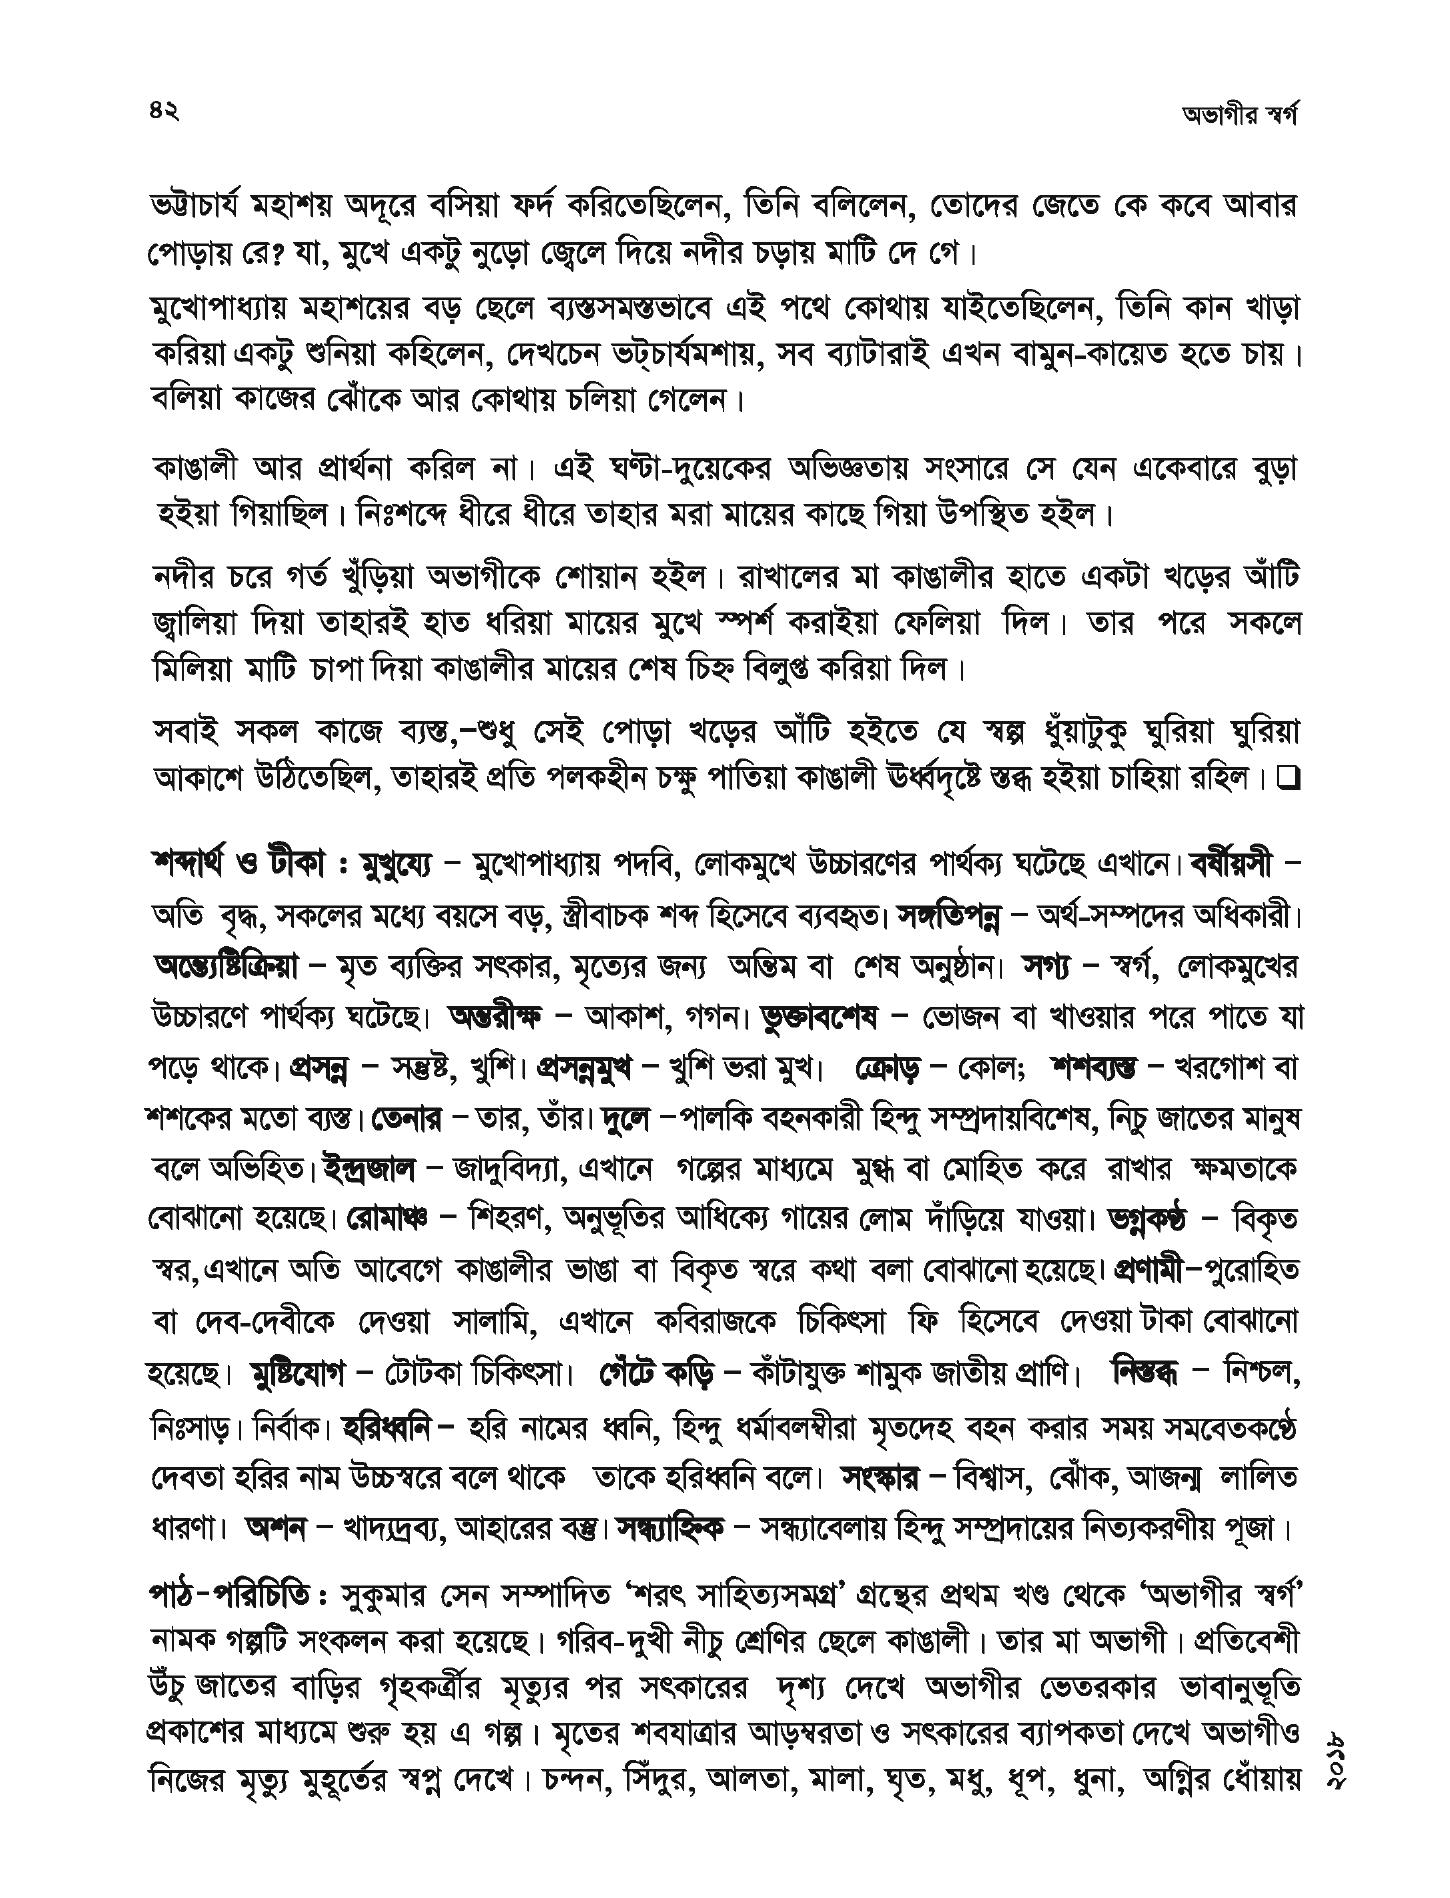 ৪২
অভাগীর স্বর্গ
ভট্টাচার্য মহাশয় অদূরে বসিয়া ফর্দ করিতেছিলেন, তিনি বলিলেন, তোদের জেতে কে কবে আবার
পোড়ায় রে? যা, মুখে একটু নুড়ো জ্বেলে দিয়ে নদীর চড়ায় মাটি দে গে।
মুখোপাধ্যায় মহাশয়ের বড় ছেলে ব্যস্তসমস্তভাবে এই পথে কোথায় যাইতেছিলেন, তিনি কান খাড়া
করিয়া একটু শুনিয়া কহিলেন, দেখচেন ভট্‌চার্যমশায়, সব ব্যাটারাই এখন বামুন-কায়েত হতে চায়।
বলিয়া কাজের ঝোঁকে আর কোথায় চলিয়া গেলেন।
কাঙালী আর প্রার্থনা করিল না। এই ঘণ্টা-দুয়েকের অভিজ্ঞতায় সংসারে সে যেন একেবারে বুড়া
হইয়া গিয়াছিল। নিঃশব্দে ধীরে ধীরে তাহার মরা মায়ের কাছে গিয়া উপস্থিত হইল।
নদীর চরে গর্ত খুঁড়িয়া অভাগীকে শোয়ান হইল। রাখালের মা কাঙালীর হাতে একটা খড়ের আঁটি
জ্বালিয়া দিয়া তাহারই হাত ধরিয়া মায়ের মুখে স্পর্শ করাইয়া ফেলিয়া দিল। তার পরে সকলে
মিলিয়া মাটি চাপা দিয়া কাঙালীর মায়ের শেষ চিহ্ন বিলুপ্ত করিয়া দিল।
সবাই সকল কাজে ব্যস্ত,–শুধু সেই পোড়া খড়ের আঁটি হইতে যে স্বল্প ধুঁয়াটুকু ঘুরিয়া ঘুরিয়া
আকাশে উঠিতেছিল, তাহারই প্রতি পলকহীন চক্ষু পাতিয়া কাঙালী ঊর্ধ্বদৃষ্টে স্তব্ধ হইয়া চাহিয়া রহিল। ❑
শব্দার্থ ও টীকা : মুখুয্যে – মুখোপাধ্যায় পদবি, লোকমুখে উচ্চারণের পার্থক্য ঘটেছে এখানে। বর্ষীয়সী –
অতি বৃদ্ধ, সকলের মধ্যে বয়সে বড়, স্ত্রীবাচক শব্দ হিসেবে ব্যবহৃত। সঙ্গতিপন্ন – অর্থ-সম্পদের অধিকারী।
অন্ত্যেষ্টিক্রিয়া – মৃত ব্যক্তির সৎকার, মৃত্যের জন্য অন্তিম বা শেষ অনুষ্ঠান। সগ্য – স্বর্গ, লোকমুখের
উচ্চারণে পার্থক্য ঘটেছে। অন্তরীক্ষ – আকাশ, গগন। ভুক্তাবশেষ – ভোজন বা খাওয়ার পরে পাতে যা
পড়ে থাকে। প্রসন্ন – সন্তুষ্ট, খুশি। প্রসন্নমুখ – খুশি ভরা মুখ। ক্রোড় – কোল; শশব্যস্ত – খরগোশ বা
শশকের মতো ব্যস্ত। তেনার – তার, তাঁর। দুলে –পালকি বহনকারী হিন্দু সম্প্রদায়বিশেষ, নিচু জাতের মানুষ
বলে অভিহিত। ইন্দ্রজাল – জাদুবিদ্যা, এখানে গল্পের মাধ্যমে মুগ্ধ বা মোহিত করে রাখার ক্ষমতাকে
বোঝানো হয়েছে। রোমাঞ্চ – শিহরণ, অনুভূতির আধিক্যে গায়ের লোম দাঁড়িয়ে যাওয়া। ভগ্নকণ্ঠ – বিকৃত
স্বর, এখানে অতি আবেগে কাঙালীর ভাঙা বা বিকৃত স্বরে কথা বলা বোঝানো হয়েছে। প্রণামী–পুরোহিত
বা দেব-দেবীকে দেওয়া সালামি, এখানে কবিরাজকে চিকিৎসা ফি হিসেবে দেওয়া টাকা বোঝানো
হয়েছে। মুষ্টিযোগ – টোটকা চিকিৎসা। গেঁটে কড়ি – কাঁটাযুক্ত শামুক জাতীয় প্রাণি। নিস্তব্ধ – নিশ্চল,
নিঃসাড়। নির্বাক। হরিধ্বনি – হরি নামের ধ্বনি, হিন্দু ধর্মাবলম্বীরা মৃতদেহ বহন করার সময় সমবেতকণ্ঠে
দেবতা হরির নাম উচ্চস্বরে বলে থাকে তাকে হরিধ্বনি বলে। সংস্কার – বিশ্বাস, ঝোঁক, আজন্ম লালিত
ধারণা। অশন – খাদ্যদ্রব্য, আহারের বস্তু। সন্ধ্যাহ্নিক – সন্ধ্যাবেলায় হিন্দু সম্প্রদায়ের নিত্যকরণীয় পূজা।
পাঠ-পরিচিতি : সুকুমার সেন সম্পাদিত ‘শরৎ সাহিত্যসমগ্র’ গ্রন্থের প্রথম খণ্ড থেকে ‘অভাগীর স্বর্গ’
নামক গল্পটি সংকলন করা হয়েছে। গরিব-দুখী নীচু শ্রেণির ছেলে কাঙালী। তার মা অভাগী। প্রতিবেশী
উঁচু জাতের বাড়ির গৃহকর্ত্রীর মৃত্যুর পর সৎকারের দৃশ্য দেখে অভাগীর ভেতরকার ভাবানুভূতি
প্রকাশের মাধ্যমে শুরু হয় এ গল্প। মৃতের শবযাত্রার আড়ম্বরতা ও সৎকারের ব্যাপকতা দেখে অভাগীও
নিজের মৃত্যু মুহূর্তের স্বপ্ন দেখে। চন্দন, সিঁদুর, আলতা, মালা, ঘৃত, মধু, ধূপ, ধুনা, অগ্নির ধোঁয়ায়
২০১৮